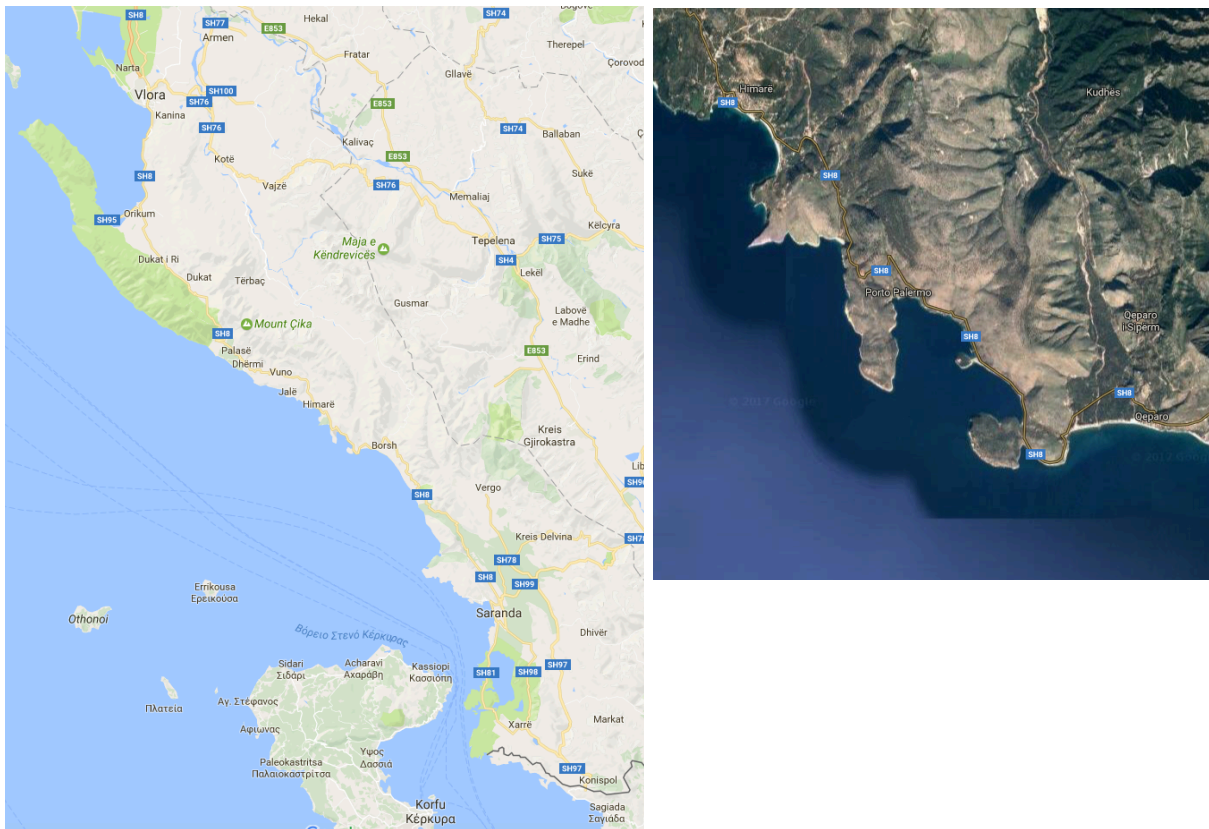 SH8
Hekal
SH74
SH77
Armen
E853
Therepel
Fratar
Çorovod
Narta
Gllavë
Vlora
SH100
SH76
E853
Kanina
SH76
SH74
Ballaban
Kalivaç
Kotë
E853
SH8
Vajzë
SH76
Sukë
Memaliaj
SH95
Orikum
Këlcyra
Maja e
Këndrevicës
Tepelena
SH75
Dukat i Ri
SH4
Lekël
Dukat
Tërbaç
Gusmar
Labovë
e Madhe
Mount Çika
SH8
Palasë
E853
Erind
Dhërmi
Vuno
Jalë
Himarë
Kreis
Gjirokastra
Borsh
Vergo
SH8
Kreis Delvina
SH78
SH8
SH99
Errikousa
Ερεικούσα
Saranda
Othonoi
Dhivër
Βόρειο Στενό Κέρκυρας
Sidari
Σιδάρι
Acharavi
Αχαράβη
Kassiopi
Κασσιόπη
SH97
SH81
SH98
Αγ. Στέφανος
Πλατεία
Αφιωνας
Xarrë
Markat
Υψος
Δασσιά
Paleokastritsa
Παλαιοκαστρίτσα
SH97
Konispol
Korfu
Κέρκυρα
Sagiada
Σαγιάδα
Himarë
SH8
Kudhës
SH8
SH8
Porto Palermo
Qeparo
i Sipërm
SH8
SH8
© 2017 Google
Qeparo
SH8